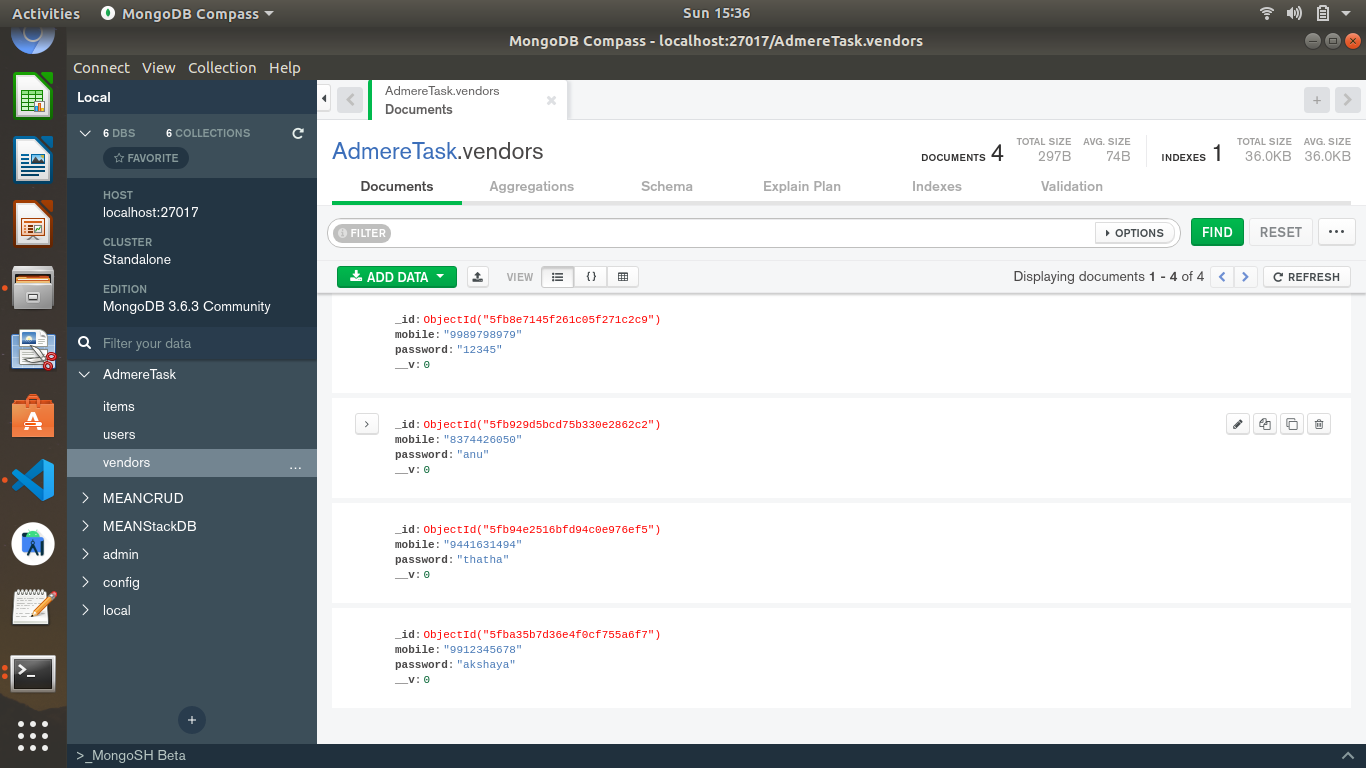 Activities MongoDB Compass Sun 15:36
MongoDB Compass - localhost:27017/AdmereTask.vendors
Connect View Collection Help
Local
6 DBS 6 COLLECTIONS
FAVORITE
HOST
localhost:27017
CLUSTER
Standalone
EDITION
MongoDB 3.6.3 Community
Filter your data
AdmereTask
items
users
vendors ...
MEANCRUD
MEANStackDB
admin
config
local
+
>_MongoSH Beta
AdmereTask.vendors
Documents
AdmereTask.vendors
DOCUMENTS 4 TOTAL SIZE 297B AVG. SIZE 74B INDEXES 1 TOTAL SIZE 36.0KB AVG. SIZE 36.0KB
Documents Aggregations Schema Explain Plan Indexes Validation
FILTER OPTIONS FIND RESET ...
ADD DATA VIEW {} Displaying documents 1 - 4 of 4 < > REFRESH
_id: ObjectId("5fb8e7145f261c05f271c2c9")
mobile: "9989798979"
password: "12345"
__v: 0
_id: ObjectId("5fb929d5bcd75b330e2862c2")
mobile: "8374426050"
password: "anu"
__v: 0
_id: ObjectId("5fb94e2516bfd94c0e976ef5")
mobile: "9441631494"
password: "thatha"
__v: 0
_id: ObjectId("5fba35b7d36e4f0cf755a6f7")
mobile: "9912345678"
password: "akshaya"
__v: 0